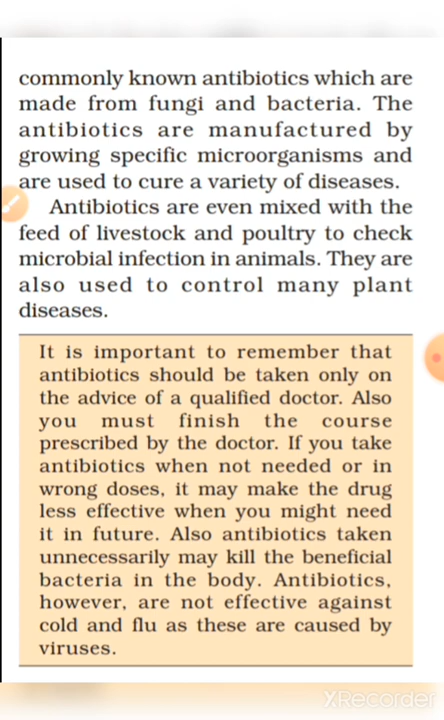 commonly known antibiotics which are
made from fungi and bacteria. The
antibiotics are manufactured by
growing specific microorganisms and
are used to cure a variety of diseases.
Antibiotics are even mixed with the
feed of livestock and poultry to check
microbial infection in animals. They are
also used to control many plant
diseases.
It is important to remember that
antibiotics should be taken only on
the advice of a qualified doctor. Also
you must finish the course
prescribed by the doctor. If you take
antibiotics when not needed or in
wrong doses, it may make the drug
less effective when you might need
it in future. Also antibiotics taken
unnecessarily may kill the beneficial
bacteria in the body. Antibiotics,
however, are not effective against
cold and flu as these are caused by
viruses.
XRecorder